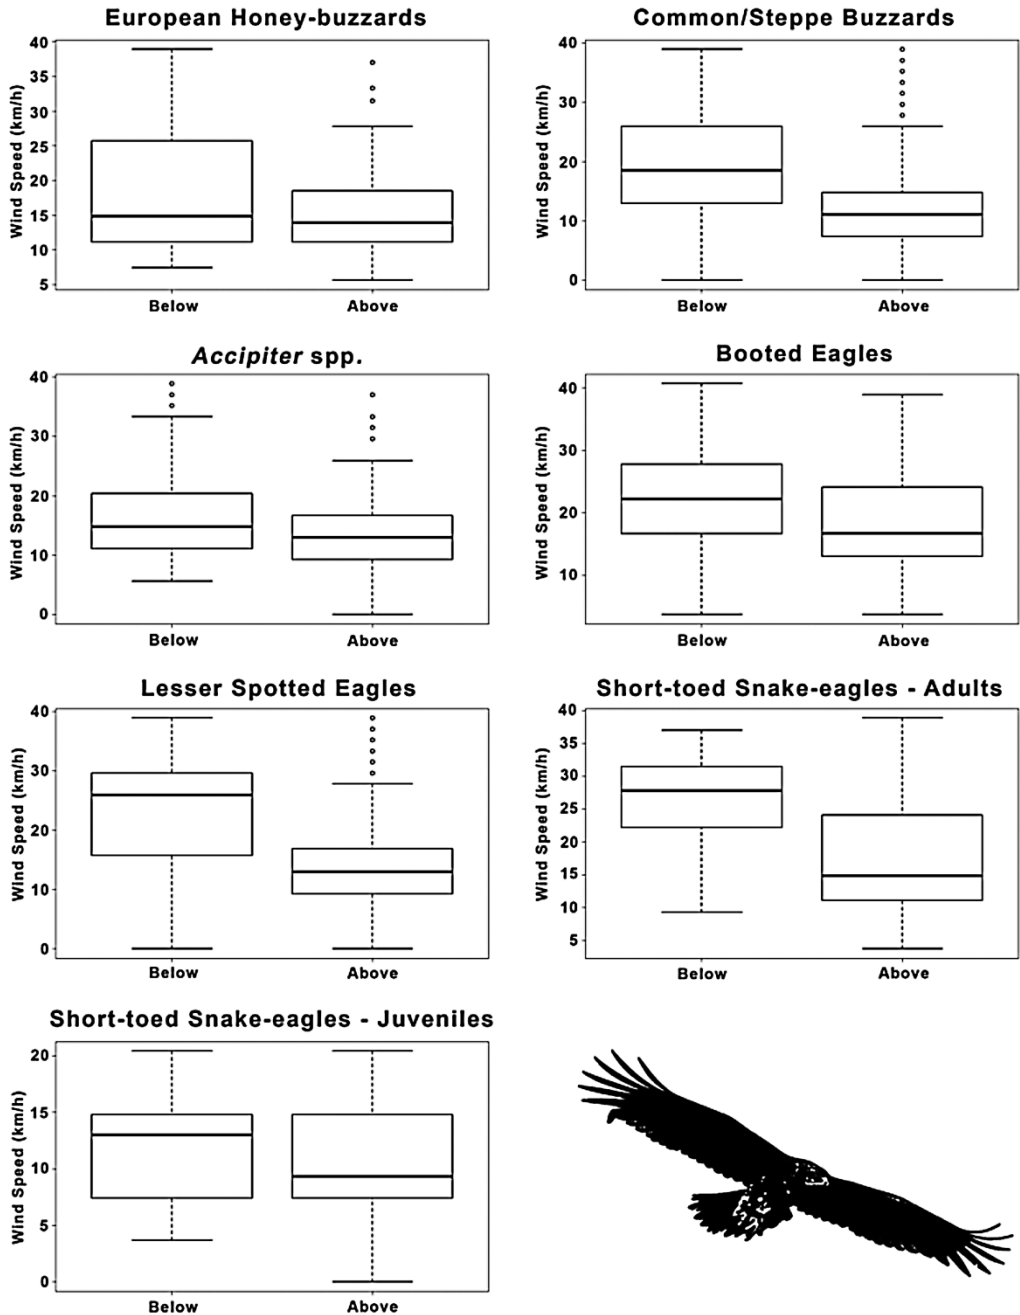 European Honey-buzzards
Wind Speed (km/h)
40
35
30
25
20
15
10
5
Below
Above
Common/Steppe Buzzards
Wind Speed (km/h)
40
30
20
10
0
Below
Above
Accipiter spp.
Wind Speed (km/h)
40
30
20
10
0
Below
Above
Booted Eagles
Wind Speed (km/h)
40
30
20
10
Below
Above
Lesser Spotted Eagles
Wind Speed (km/h)
40
30
20
10
0
Below
Above
Short-toed Snake-eagles - Adults
Wind Speed (km/h)
40
35
30
25
20
15
10
5
Below
Above
Short-toed Snake-eagles - Juveniles
Wind Speed (km/h)
20
15
10
5
0
Below
Above